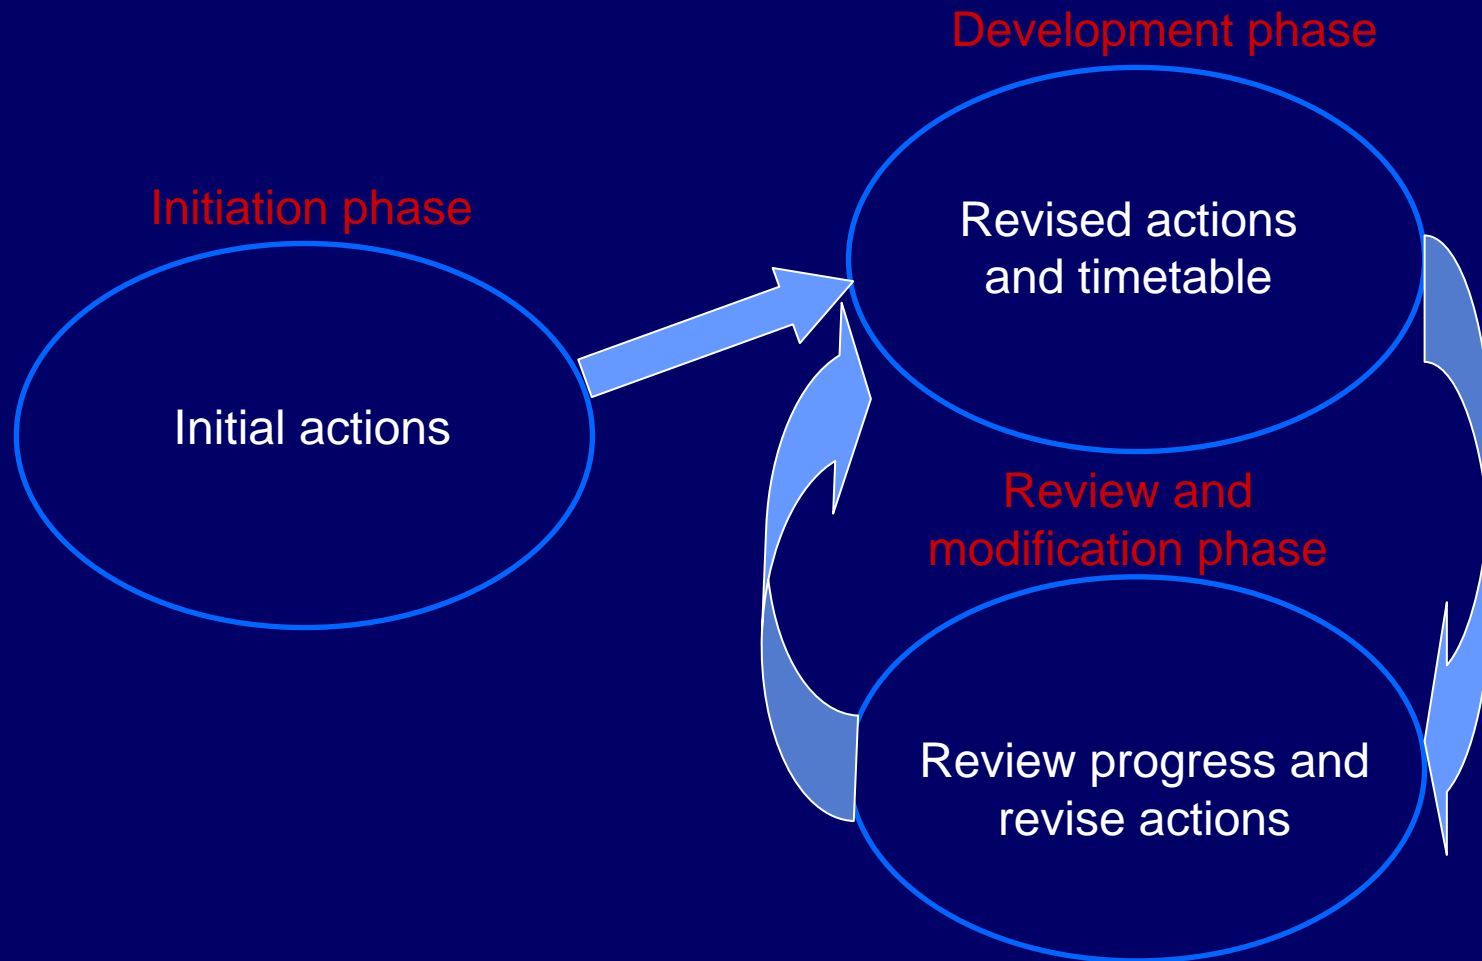 Development phase
Initiation phase
Revised actions
and timetable
Initial actions
Review and
modification phase
Review progress and
revise actions